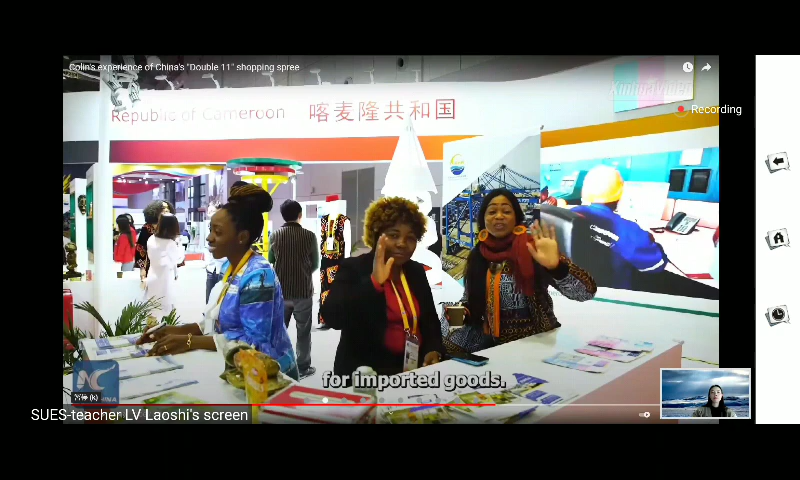 Colin's experience of China's "Double 11" shopping spree
Republic of Cameroon 喀麦隆共和国
Recording
for imported goods.
SUES-teacher LV Laoshi's screen